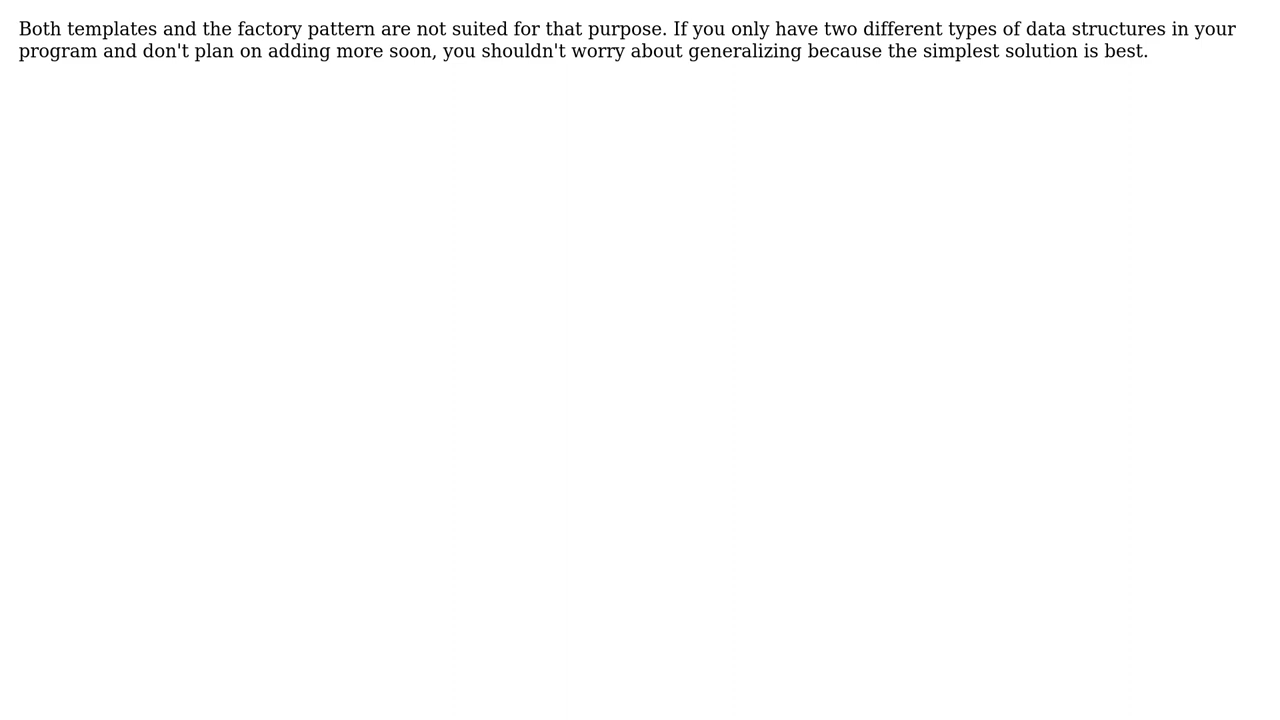 Both templates and the factory pattern are not suited for that purpose. If you only have two different types of data structures in your
program and don't plan on adding more soon, you shouldn't worry about generalizing because the simplest solution is best.